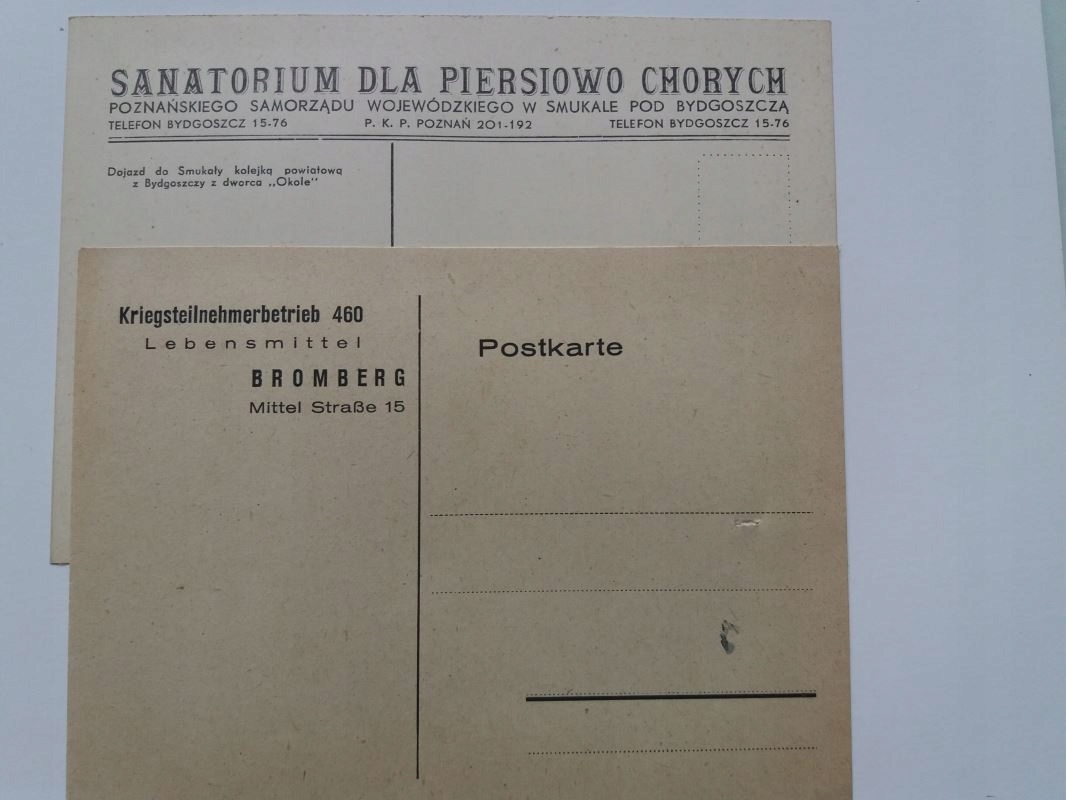 SANATORIUM DLA PIERSIOWO CHORYCH
POZNAŃSKIEGO SAMORZĄDU WOJEWÓDZKIEGO W SMUKALE POD BYDGOSZCZĄ
TELEFON BYDGOSZCZ 15-76 P. K. P. POZNAŃ 201-192 TELEFON BYDGOSZCZ 15-76
Dojazd do Smukały kolejką powiatową
z Bydgoszczy z dworca „Okole"
Kriegsteilnehmerbetrieb 460
Lebensmittel
BROMBERG
Mittel Straße 15
Postkarte